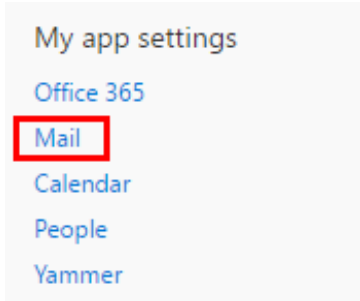 My app settings
Office 365
Mail
Calendar
People
Yammer